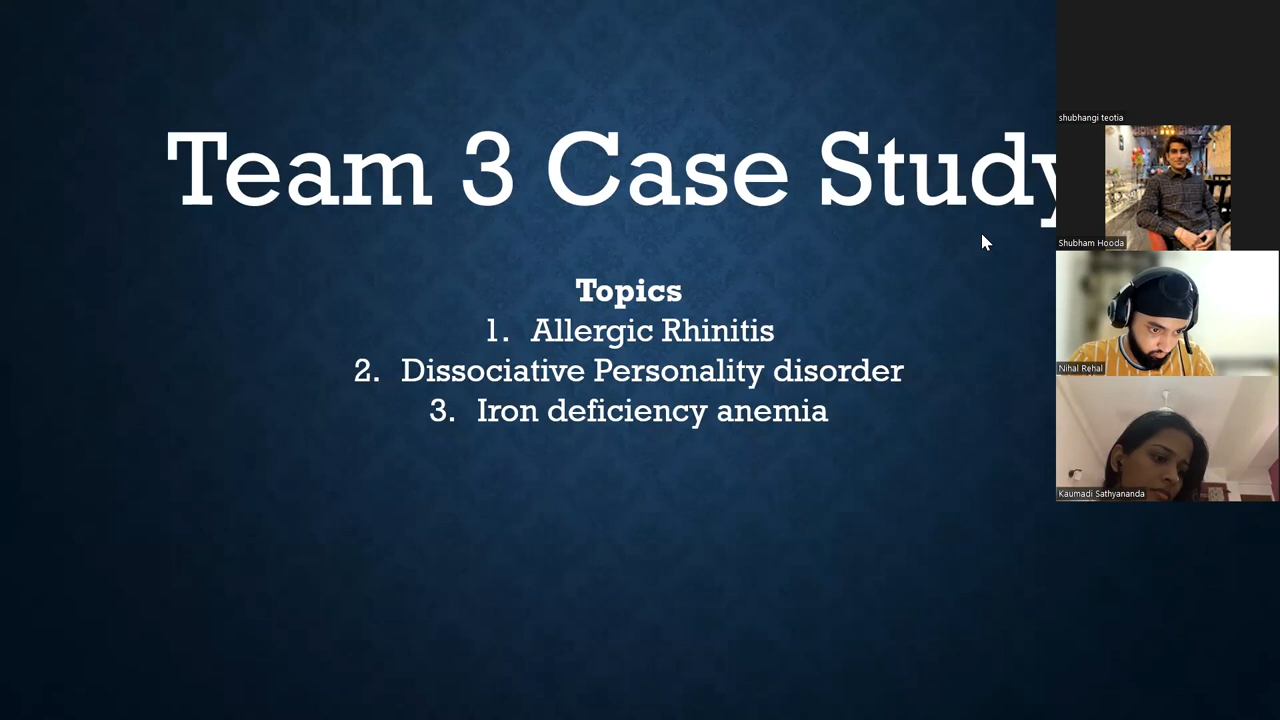 Team 3 Case Study
Topics
1. Allergic Rhinitis
2. Dissociative Personality disorder
3. Iron deficiency anemia
shubhangi teotia
Shubham Hooda
Nihal Rehal
Kaumadi Sathyananda